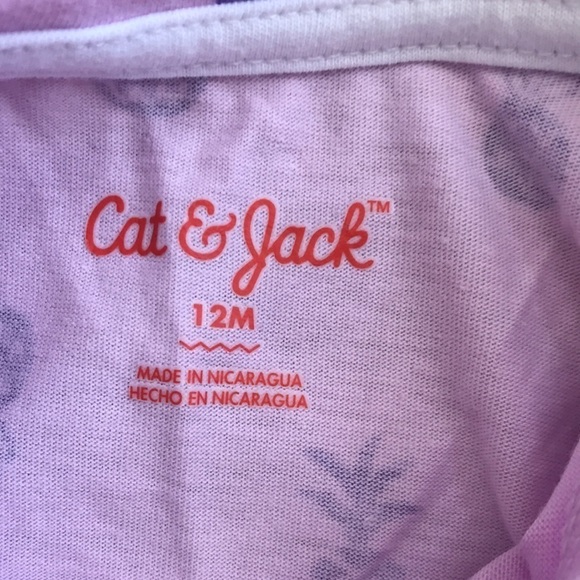 Cat & Jack™
12M
MADE IN NICARAGUA
HECHO EN NICARAGUA